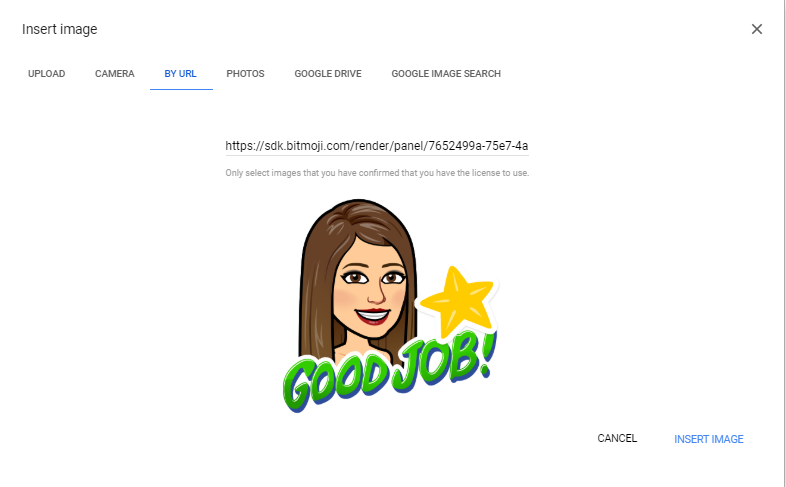 Insert image
UPLOAD CAMERA BY URL PHOTOS GOOGLE DRIVE GOOGLE IMAGE SEARCH
https://sdk.bitmoji.com/render/panel/7652499a-75e7-4a
Only select images that you have confirmed that you have the license to use.
GOOD JOB!
CANCEL INSERT IMAGE